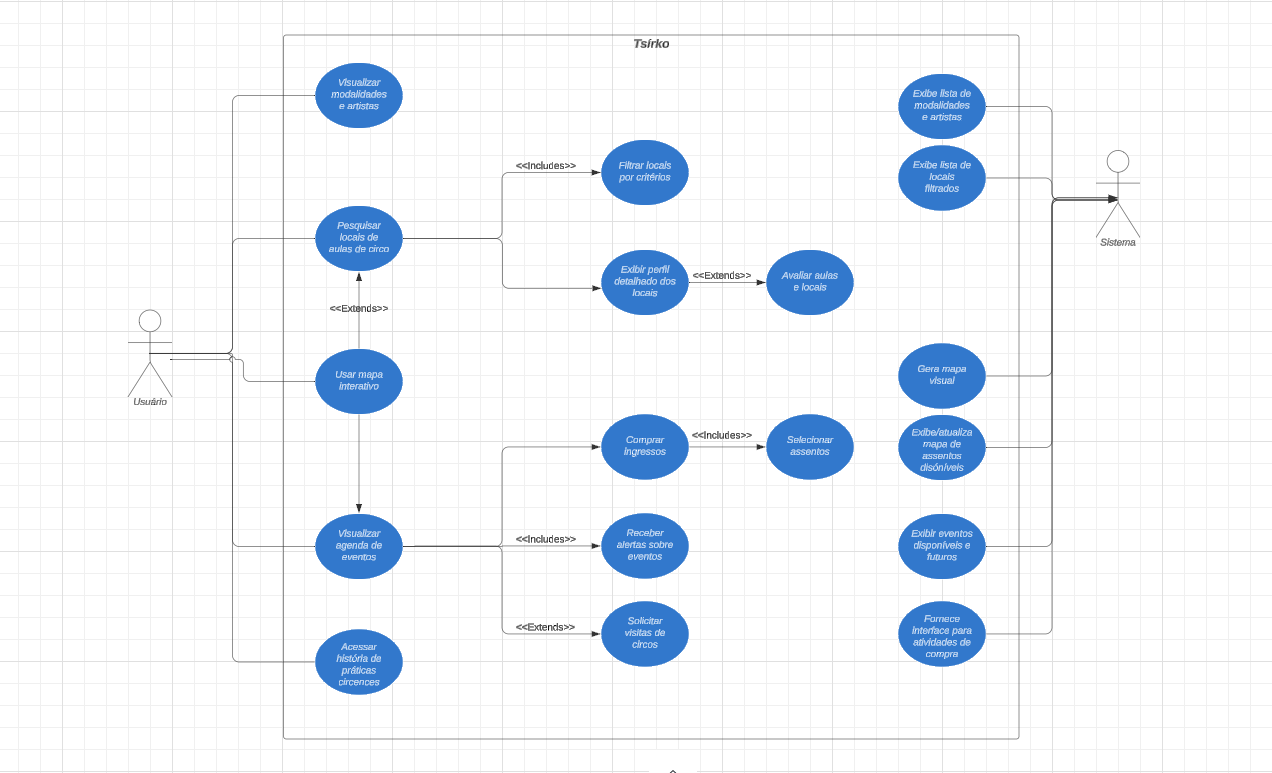 Tsírko
Visualizar
modalidades
e artistas
Exibe lista de
modalidades
e artistas
<<Includes>>
Filtrar locais
por critérios
Exibe lista de
locais
filtrados
Pesquisar
locais de
aulas de circo
Sistema
Exibir perfil
detalhado dos
locais
<<Extends>>
Avaliar aulas
e locais
<<Extends>>
Usuário
Usar mapa
interativo
Gera mapa
visual
Comprar
ingressos
<<Includes>>
Selecionar
assentos
Exibe/atualiza
mapa de
assentos
disóníveis
Visualizar
agenda de
eventos
<<Includes>>
Receber
alertas sobre
eventos
Exibir eventos
disponíveis e
futuros
<<Extends>>
Solicitar
visitas de
circos
Fornece
interface para
atividades de
compra
Acessar
história de
práticas
circences